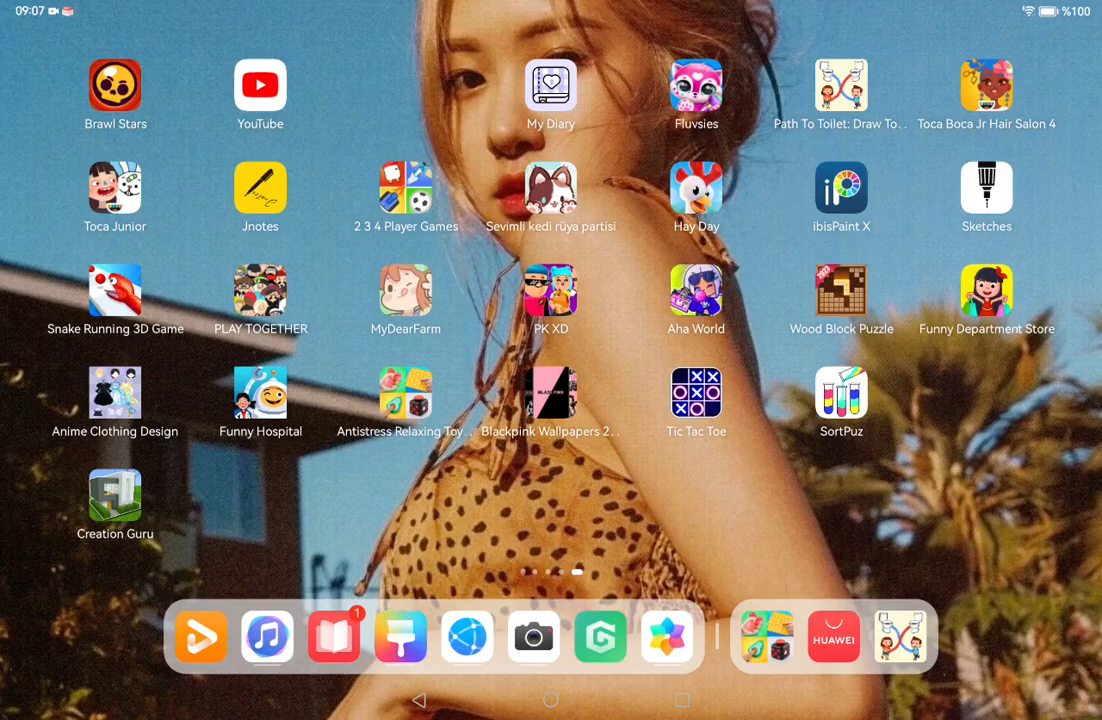 09:07
%100
Brawl Stars
YouTube
My Diary
Fluvsies
Path To Toilet: Draw To..
Toca Boca Jr Hair Salon 4
Toca Junior
Jnotes
2 3 4 Player Games
Sevimli kedi rüya partisi
Hay Day
ibisPaint X
Sketches
Snake Running 3D Game
PLAY TOGETHER
MyDearFarm
PK XD
Aha World
Wood Block Puzzle
Funny Department Store
Anime Clothing Design
Funny Hospital
Antistress Relaxing Toy..
Blackpink Wallpapers 2..
Tic Tac Toe
SortPuz
Creation Guru
1
HUAWEI